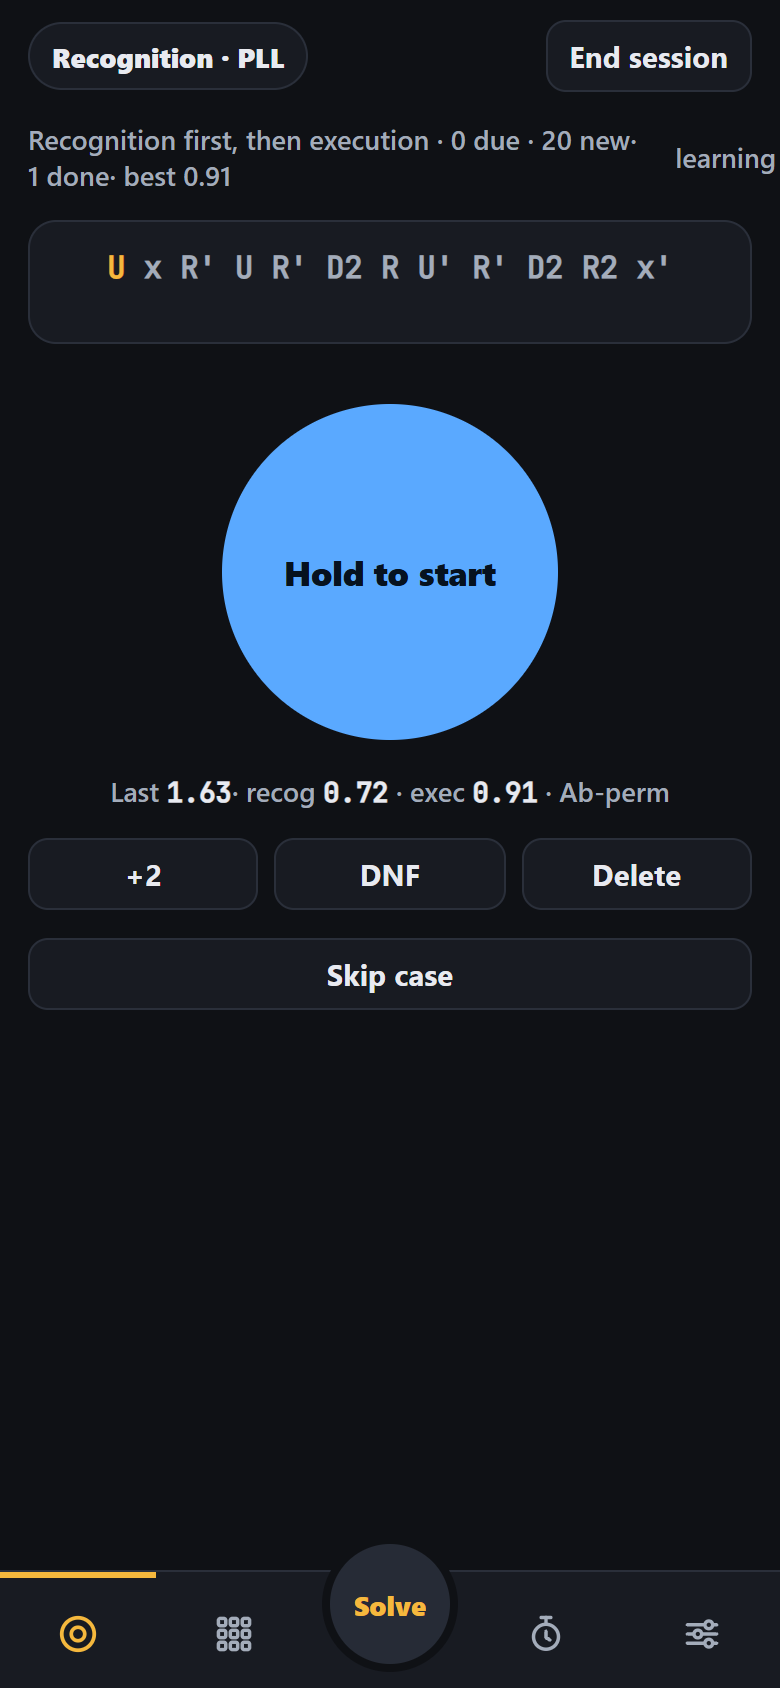 Recognition · PLL
End session
Recognition first, then execution · 0 due · 20 new·
1 done· best 0.91
learning
U x R' U R' D2 R U' R' D2 R2 x'
Hold to start
Last 1.63· recog 0.72 · exec 0.91 · Ab-perm
+2
DNF
Delete
Skip case
Solve